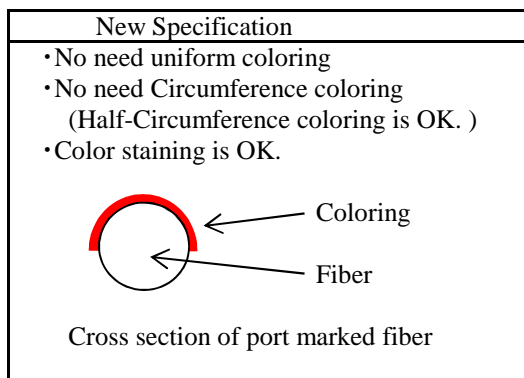 New Specification
・No need uniform coloring
・No need Circumference coloring
(Half-Circumference coloring is OK. )
・Color staining is OK.
Coloring
Fiber
Cross section of port marked fiber